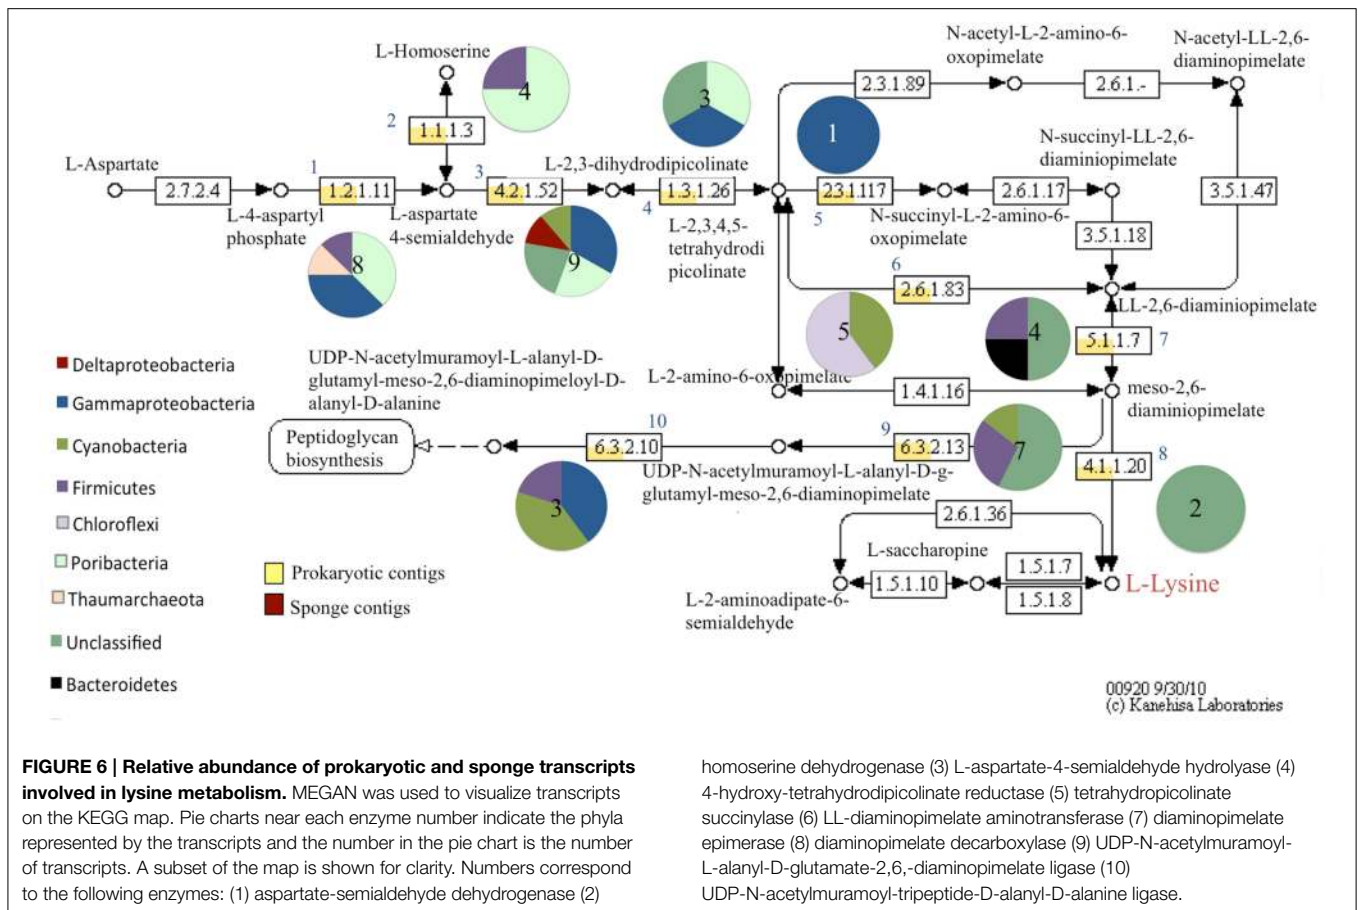 L-Homoserine
4
2
1.1.1.3
3
N-acetyl-L-2-amino-6-
oxopimelate
N-acetyl-LL-2,6-
diaminopimelate
2.3.1.89
2.6.1.-
1
N-succinyl-LL-2,6-
diaminiopimelate
L-Aspartate
2.7.2.4
1
1.2.1.11
3
4.2.1.52
L-2,3-dihydrodipicolinate
1.3.1.26
4
2.3.1.117
5
2.6.1.17
3.5.1.47
L-4-aspartyl
phosphate
L-aspartate
4-semialdehyde
L-2,3,4,5-
tetrahydrodi
picolinate
N-succinyl-L-2-amino-6-
oxopimelate
3.5.1.18
8
9
6
2.6.1.83
LL-2,6-diaminiopimelate
5
4
5.1.1.7
7
UDP-N-acetylmuramoyl-L-alanyl-D-
glutamyl-meso-2,6-diaminopimeloyl-D-
alanyl-D-alanine
L-2-amino-6-oxopimelate
1.4.1.16
meso-2,6-
diaminiopimelate
Peptidoglycan
biosynthesis
10
6.3.2.10
9
6.3.2.13
7
4.1.1.20
8
UDP-N-acetylmuramoyl-L-alanyl-D-g-
glutamyl-meso-2,6-diaminopimelate
3
2
2.6.1.36
L-saccharopine
1.5.1.10
1.5.1.7
1.5.1.8
L-Lysine
L-2-aminoadipate-6-
semialdehyde
Deltaproteobacteria
Gammaproteobacteria
Cyanobacteria
Firmicutes
Chloroflexi
Poribacteria
Thaumarchaeota
Unclassified
Bacteroidetes
Prokaryotic contigs
Sponge contigs
00920 9/30/10
(c) Kanehisa Laboratories
FIGURE 6 | Relative abundance of prokaryotic and sponge transcripts
involved in lysine metabolism. MEGAN was used to visualize transcripts
on the KEGG map. Pie charts near each enzyme number indicate the phyla
represented by the transcripts and the number in the pie chart is the number
of transcripts. A subset of the map is shown for clarity. Numbers correspond
to the following enzymes: (1) aspartate-semialdehyde dehydrogenase (2)
homoserine dehydrogenase (3) L-aspartate-4-semialdehyde hydrolyase (4)
4-hydroxy-tetrahydrodipicolinate reductase (5) tetrahydropicolinate
succinylase (6) LL-diaminopimelate aminotransferase (7) diaminopimelate
epimerase (8) diaminopimelate decarboxylase (9) UDP-N-acetylmuramoyl-
L-alanyl-D-glutamate-2,6,-diaminopimelate ligase (10)
UDP-N-acetylmuramoyl-tripeptide-D-alanyl-D-alanine ligase.